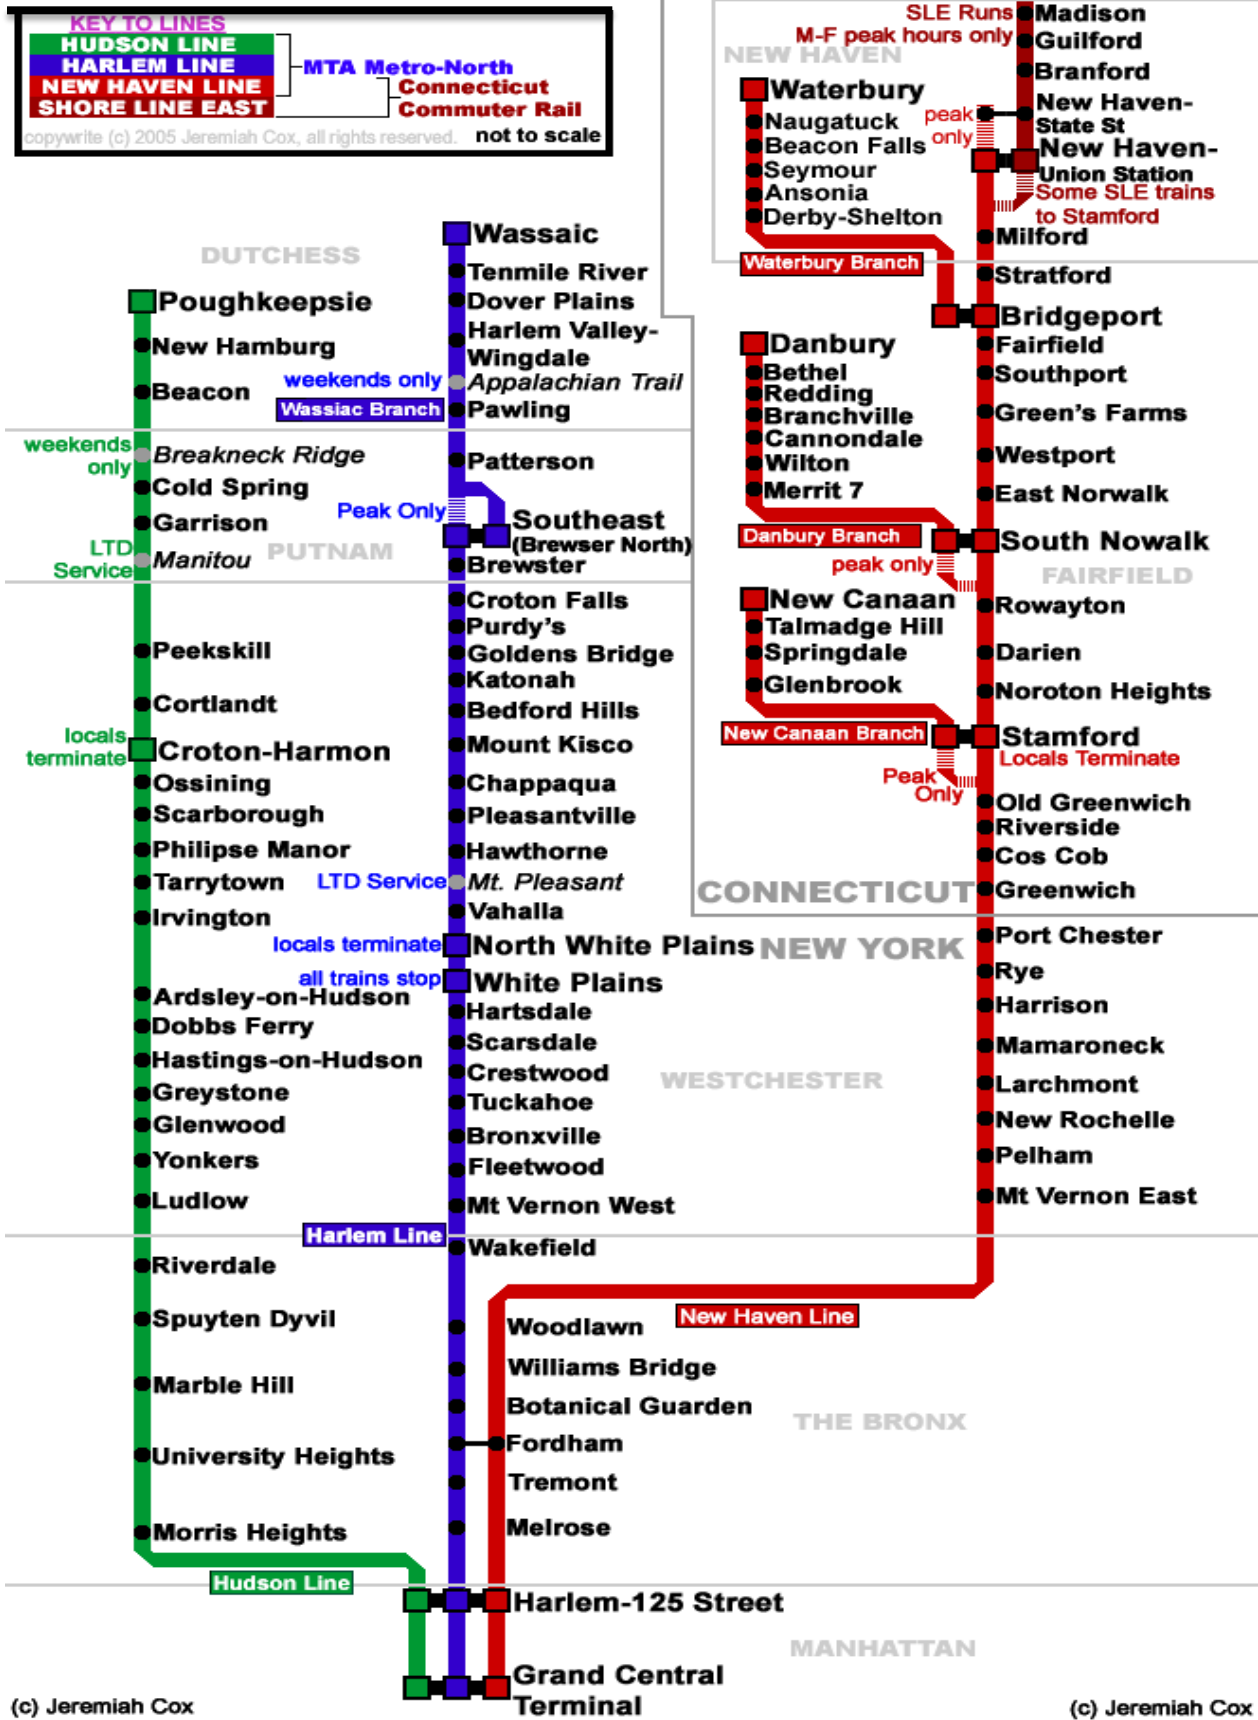 KEY TO LINES
HUDSON LINE
HARLEM LINE
NEW HAVEN LINE
SHORE LINE EAST
MTA Metro-North
Connecticut
Commuter Rail
copywrite (c) 2005 Jeremiah Cox, all rights reserved.
not to scale
DUTCHESS
Poughkeepsie
New Hamburg
Beacon
weekends
only
Breakneck Ridge
Cold Spring
Garrison
LTD
Service
Manitou
PUTNAM
Peekskill
Cortlandt
locals
terminate
Croton-Harmon
Ossining
Scarborough
Philipse Manor
Tarrytown
Irvington
Ardsley-on-Hudson
Dobbs Ferry
Hastings-on-Hudson
Greystone
Glenwood
Yonkers
Ludlow
Riverdale
Spuyten Dyvil
Marble Hill
University Heights
Morris Heights
Hudson Line
Wassaic
Tenmile River
Dover Plains
Harlem Valley-
Wingdale
weekends only
Appalachian Trail
Wassiac Branch
Pawling
Patterson
Peak Only
Southeast
(Brewser North)
Brewster
Croton Falls
Purdy's
Goldens Bridge
Katonah
Bedford Hills
Mount Kisco
Chappaqua
Pleasantville
Hawthorne
LTD Service
Mt. Pleasant
Vahalla
locals terminate
North White Plains
all trains stop
White Plains
Hartsdale
Scarsdale
Crestwood
Tuckahoe
Bronxville
Fleetwood
Mt Vernon West
Harlem Line
Wakefield
Woodlawn
Williams Bridge
Botanical Guarden
Fordham
Tremont
Melrose
Harlem-125 Street
Grand Central
Terminal
SLE Runs
M-F peak hours only
Madison
Guilford
Branford
New Haven-
State St
peak
only
New Haven-
Union Station
Some SLE trains
to Stamford
NEW HAVEN
Waterbury
Naugatuck
Beacon Falls
Seymour
Ansonia
Derby-Shelton
Waterbury Branch
Milford
Stratford
Bridgeport
Fairfield
Southport
Green's Farms
Westport
East Norwalk
Danbury
Bethel
Redding
Branchville
Cannondale
Wilton
Merrit 7
Danbury Branch
peak only
South Nowalk
FAIRFIELD
Rowayton
Darien
Noroton Heights
New Canaan
Talmadge Hill
Springdale
Glenbrook
New Canaan Branch
Peak
Only
Stamford
Locals Terminate
Old Greenwich
Riverside
Cos Cob
Greenwich
CONNECTICUT
NEW YORK
Port Chester
Rye
Harrison
Mamaroneck
Larchmont
New Rochelle
Pelham
Mt Vernon East
WESTCHESTER
New Haven Line
THE BRONX
MANHATTAN
(c) Jeremiah Cox
(c) Jeremiah Cox